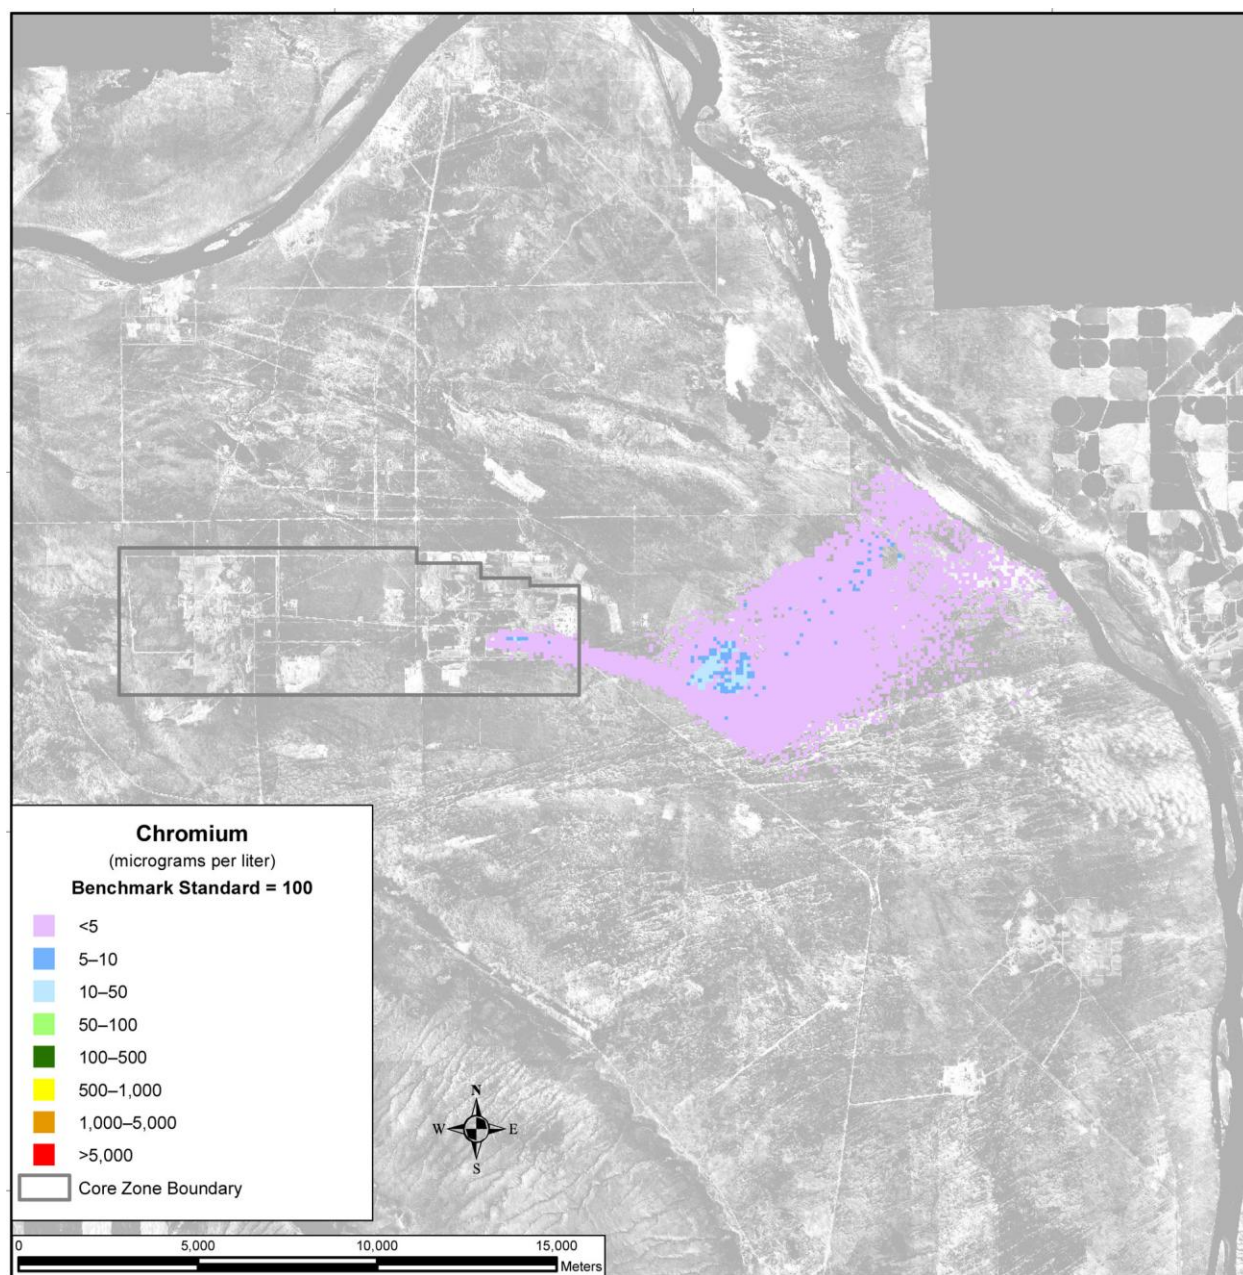 Chromium
(micrograms per liter)
Benchmark Standard = 100
<5
5–10
10–50
50–100
100–500
500–1,000
1,000–5,000
>5,000
Core Zone Boundary
N
W E
S
0 5,000 10,000 15,000
Meters